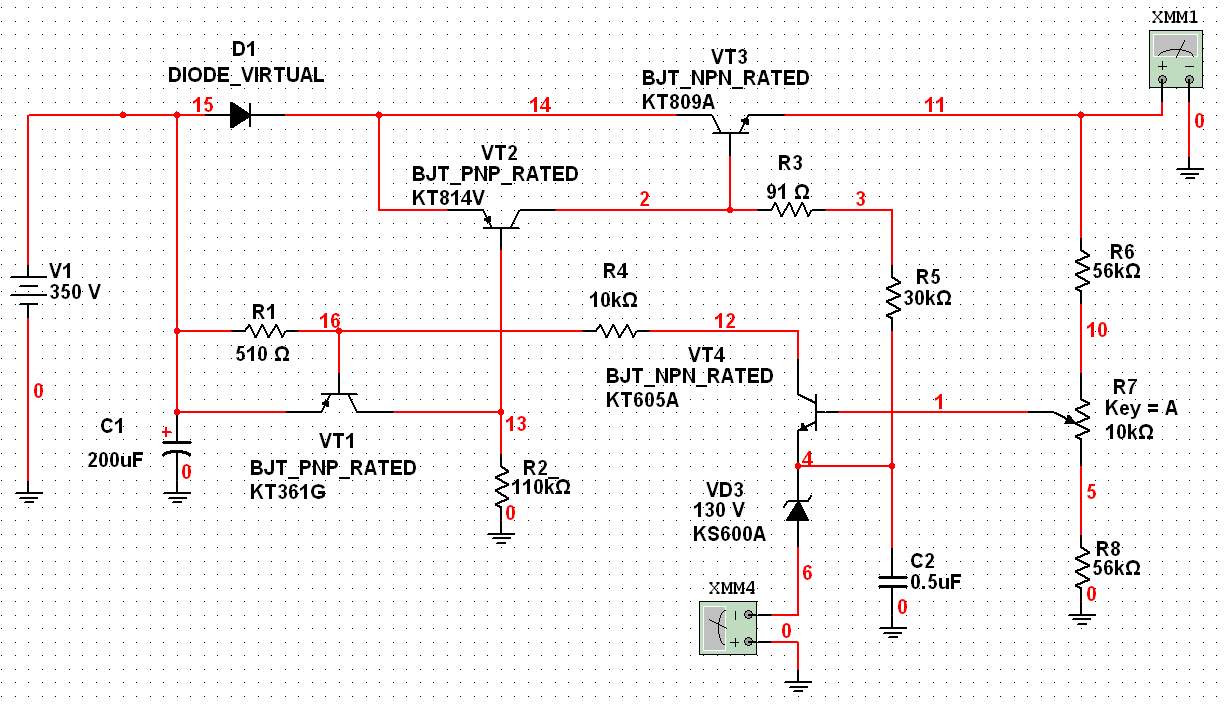 XMM1
+ −
0
D1
DIODE_VIRTUAL
15
14
VT3
BJT_NPN_RATED
KT809A
11
VT2
BJT_PNP_RATED
KT814V
2
R3
91 Ω
3
V1
350 V
0
R1
510 Ω
16
R4
10kΩ
12
R5
30kΩ
R6
56kΩ
10
VT4
BJT_NPN_RATED
KT605A
1
R7
Key = A
10kΩ
C1
200uF
+
0
VT1
BJT_PNP_RATED
KT361G
13
R2
110kΩ
0
4
VD3
130 V
KS600A
5
6
C2
0.5uF
0
R8
56kΩ
0
XMM4
−
+
0